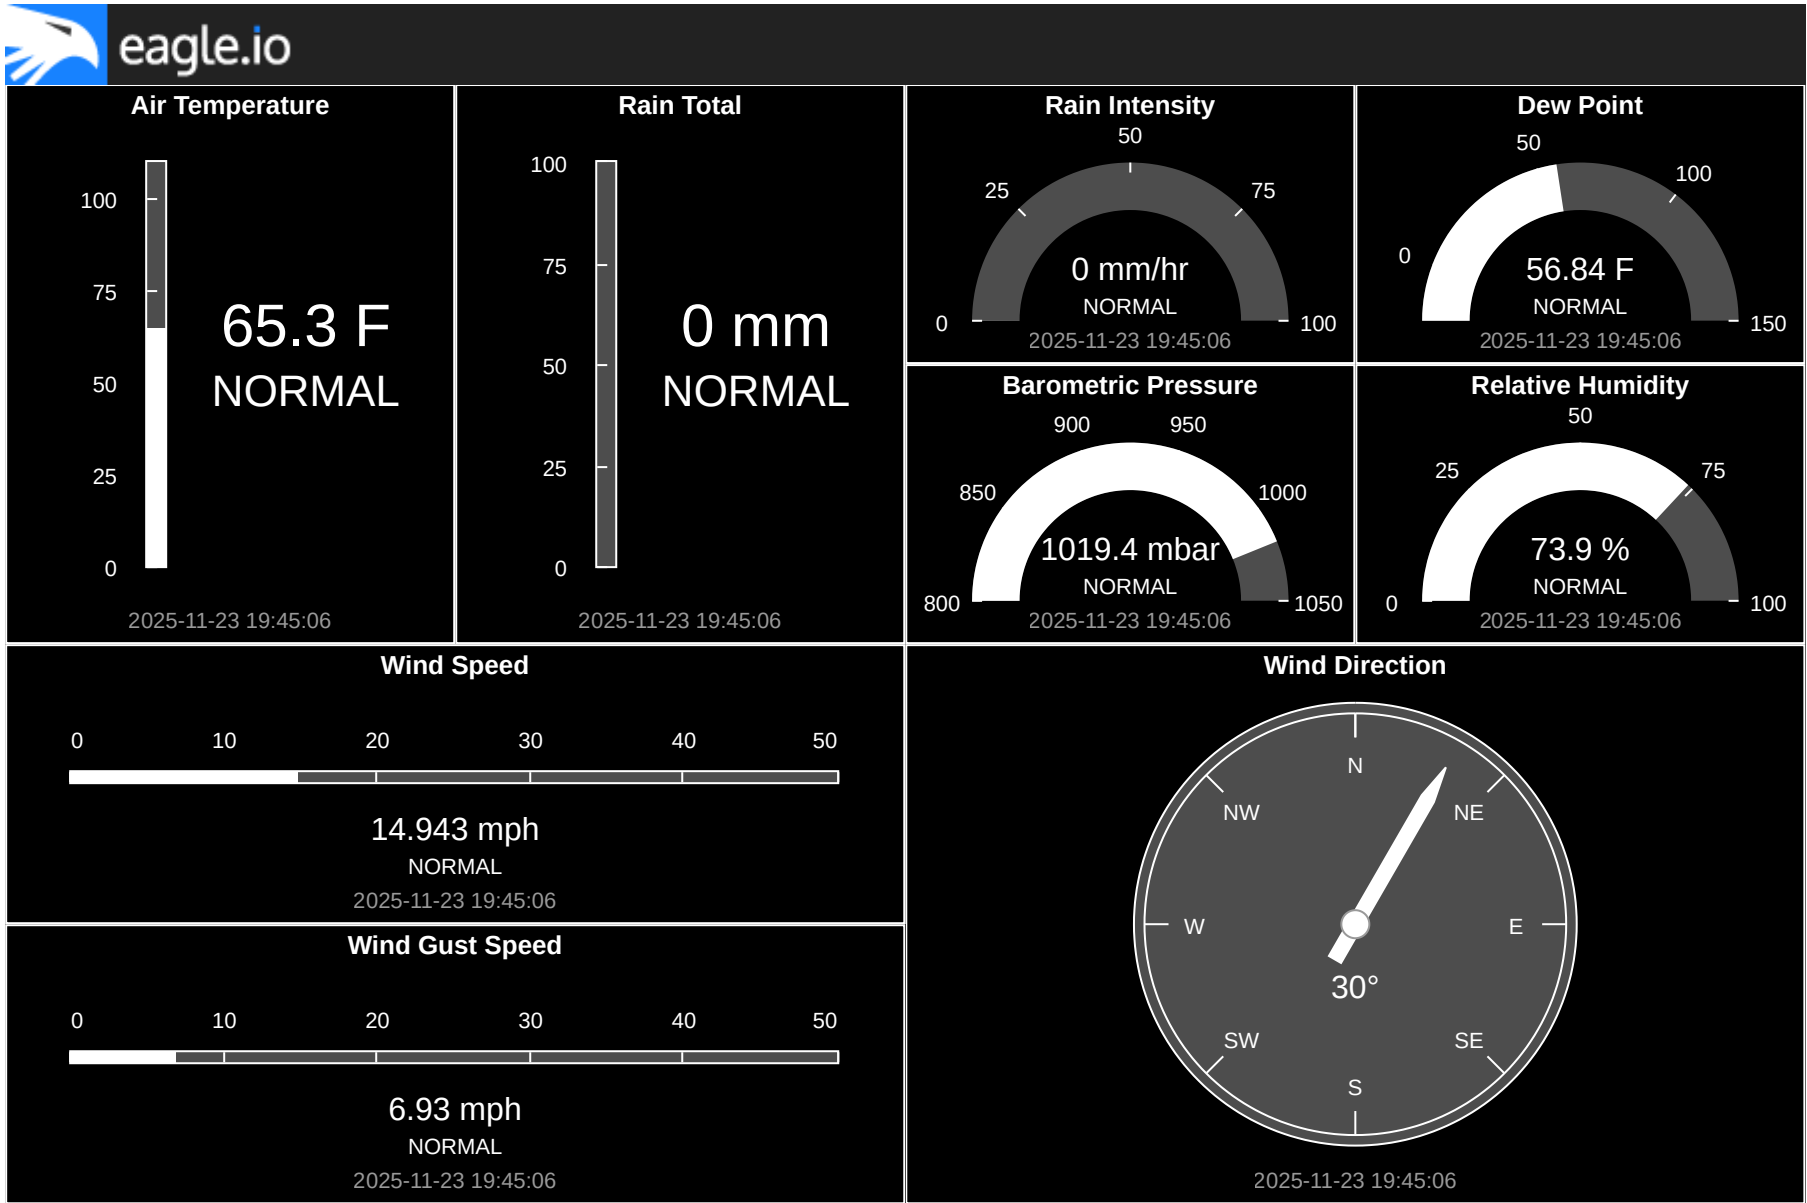 eagle.io
Air Temperature
100
75
50
25
0
65.3 F
NORMAL
2025-11-23 19:45:06
Rain Total
100
75
50
25
0
0 mm
NORMAL
2025-11-23 19:45:06
Rain Intensity
0
25
50
75
100
0 mm/hr
NORMAL
2025-11-23 19:45:06
Dew Point
0
50
100
150
56.84 F
NORMAL
2025-11-23 19:45:06
Barometric Pressure
800
850
900
950
1000
1050
1019.4 mbar
NORMAL
2025-11-23 19:45:06
Relative Humidity
0
25
50
75
100
73.9 %
NORMAL
2025-11-23 19:45:06
Wind Speed
0 10 20 30 40 50
14.943 mph
NORMAL
2025-11-23 19:45:06
Wind Gust Speed
0 10 20 30 40 50
6.93 mph
NORMAL
2025-11-23 19:45:06
Wind Direction
N
NW NE
W E
30°
SW SE
S
2025-11-23 19:45:06